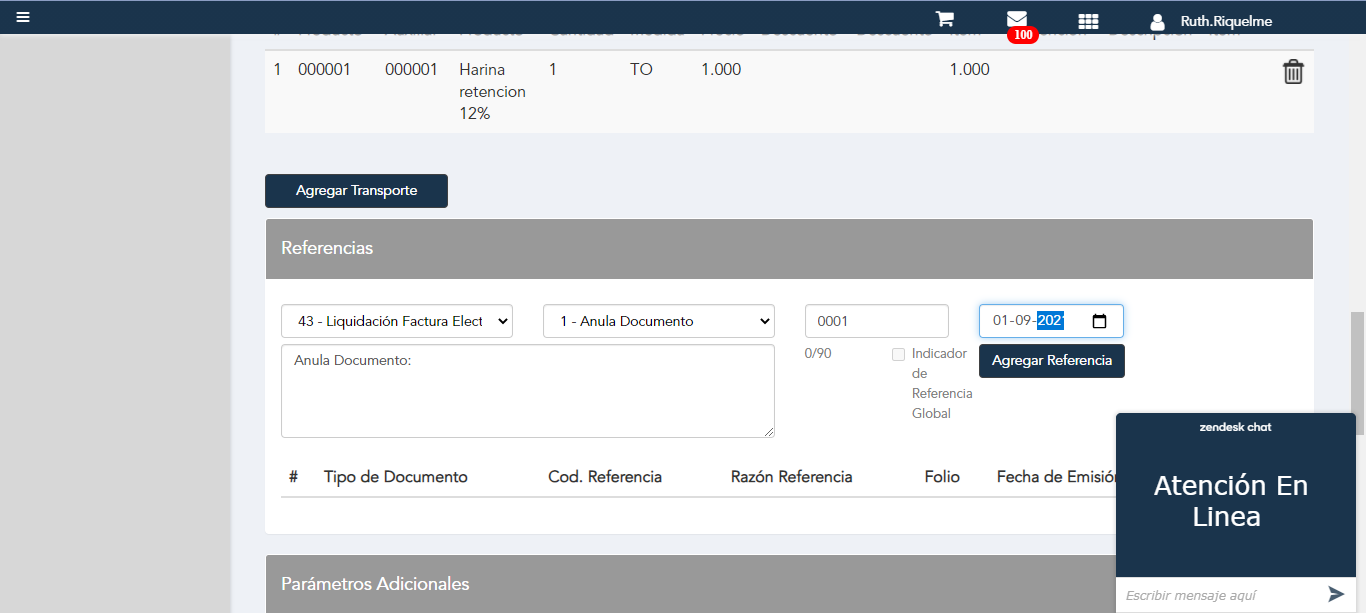 Ruth.Riquelme
100
1 000001 000001 Harina 1 TO 1.000 1.000
retencion
12%
Agregar Transporte
Referencias
43 - Liquidación Factura Elect 1 - Anula Documento 0001 01-09-2021
Anula Documento: 0/90 Indicador Agregar Referencia
de
Referencia
Global
zendesk chat
# Tipo de Documento Cod. Referencia Razón Referencia Folio Fecha de Emisión
Atención En
Linea
Parámetros Adicionales
Escribir mensaje aquí